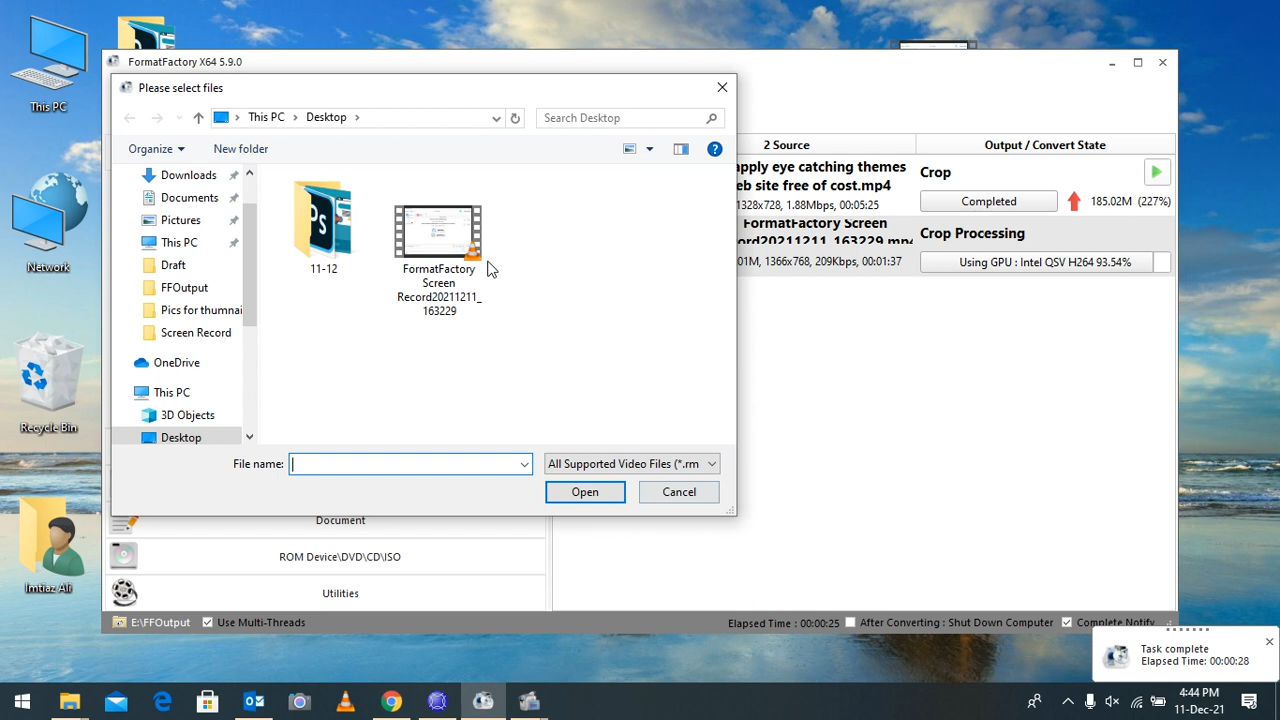 This PC
Network
Recycle Bin
Imtiaz Ali
FormatFactory X64 5.9.0
Please select files
This PC
Desktop
Search Desktop
Organize
New folder
Downloads
Documents
Pictures
This PC
Draft
FFOutput
Pics for thumnai
Screen Record
OneDrive
This PC
3D Objects
Desktop
Ps
11-12
FormatFactory
Screen
Record20211211_
163229
File name:
All Supported Video Files (*.rm
Open
Cancel
2 Source
Output / Convert State
apply eye catching themes
eb site free of cost.mp4
1328x728, 1.88Mbps, 00:05:25
Crop
Completed
185.02M (227%)
FormatFactory Screen
ord20211211_163229.mp4
01M, 1366x768, 209Kbps, 00:01:37
Crop Processing
Using GPU : Intel QSV H264 93.54%
Document
ROM Device\DVD\CD\ISO
Utilities
E:\FFOutput
Use Multi-Threads
Elapsed Time : 00:00:25
After Converting : Shut Down Computer
Complete Notify
Task complete
Elapsed Time: 00:00:28
4:44 PM
11-Dec-21